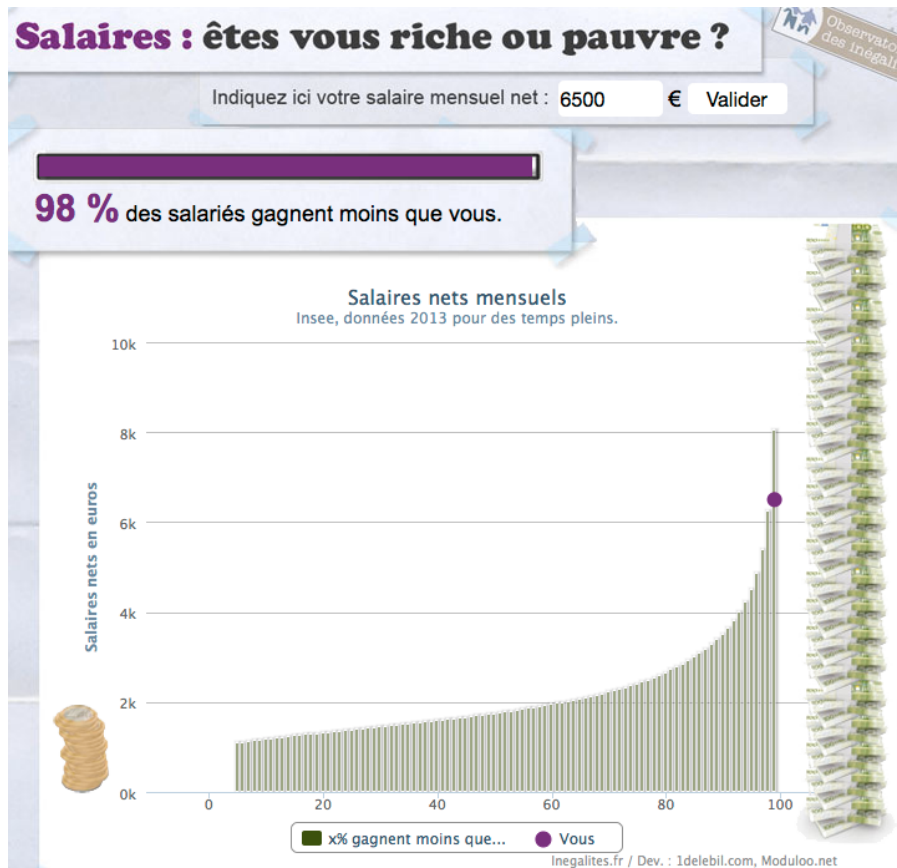 Salaires : êtes vous riche ou pauvre ?
Observato
des inégali
Indiquez ici votre salaire mensuel net : 6500 € Valider
98 % des salariés gagnent moins que vous.
Salaires nets mensuels
Insee, données 2013 pour des temps pleins.
10k
8k
6k
4k
2k
0k
Salaires nets en euros
0 20 40 60 80 100
x% gagnent moins que... Vous
Inegalites.fr / Dev. : 1delebil.com, Moduloo.net